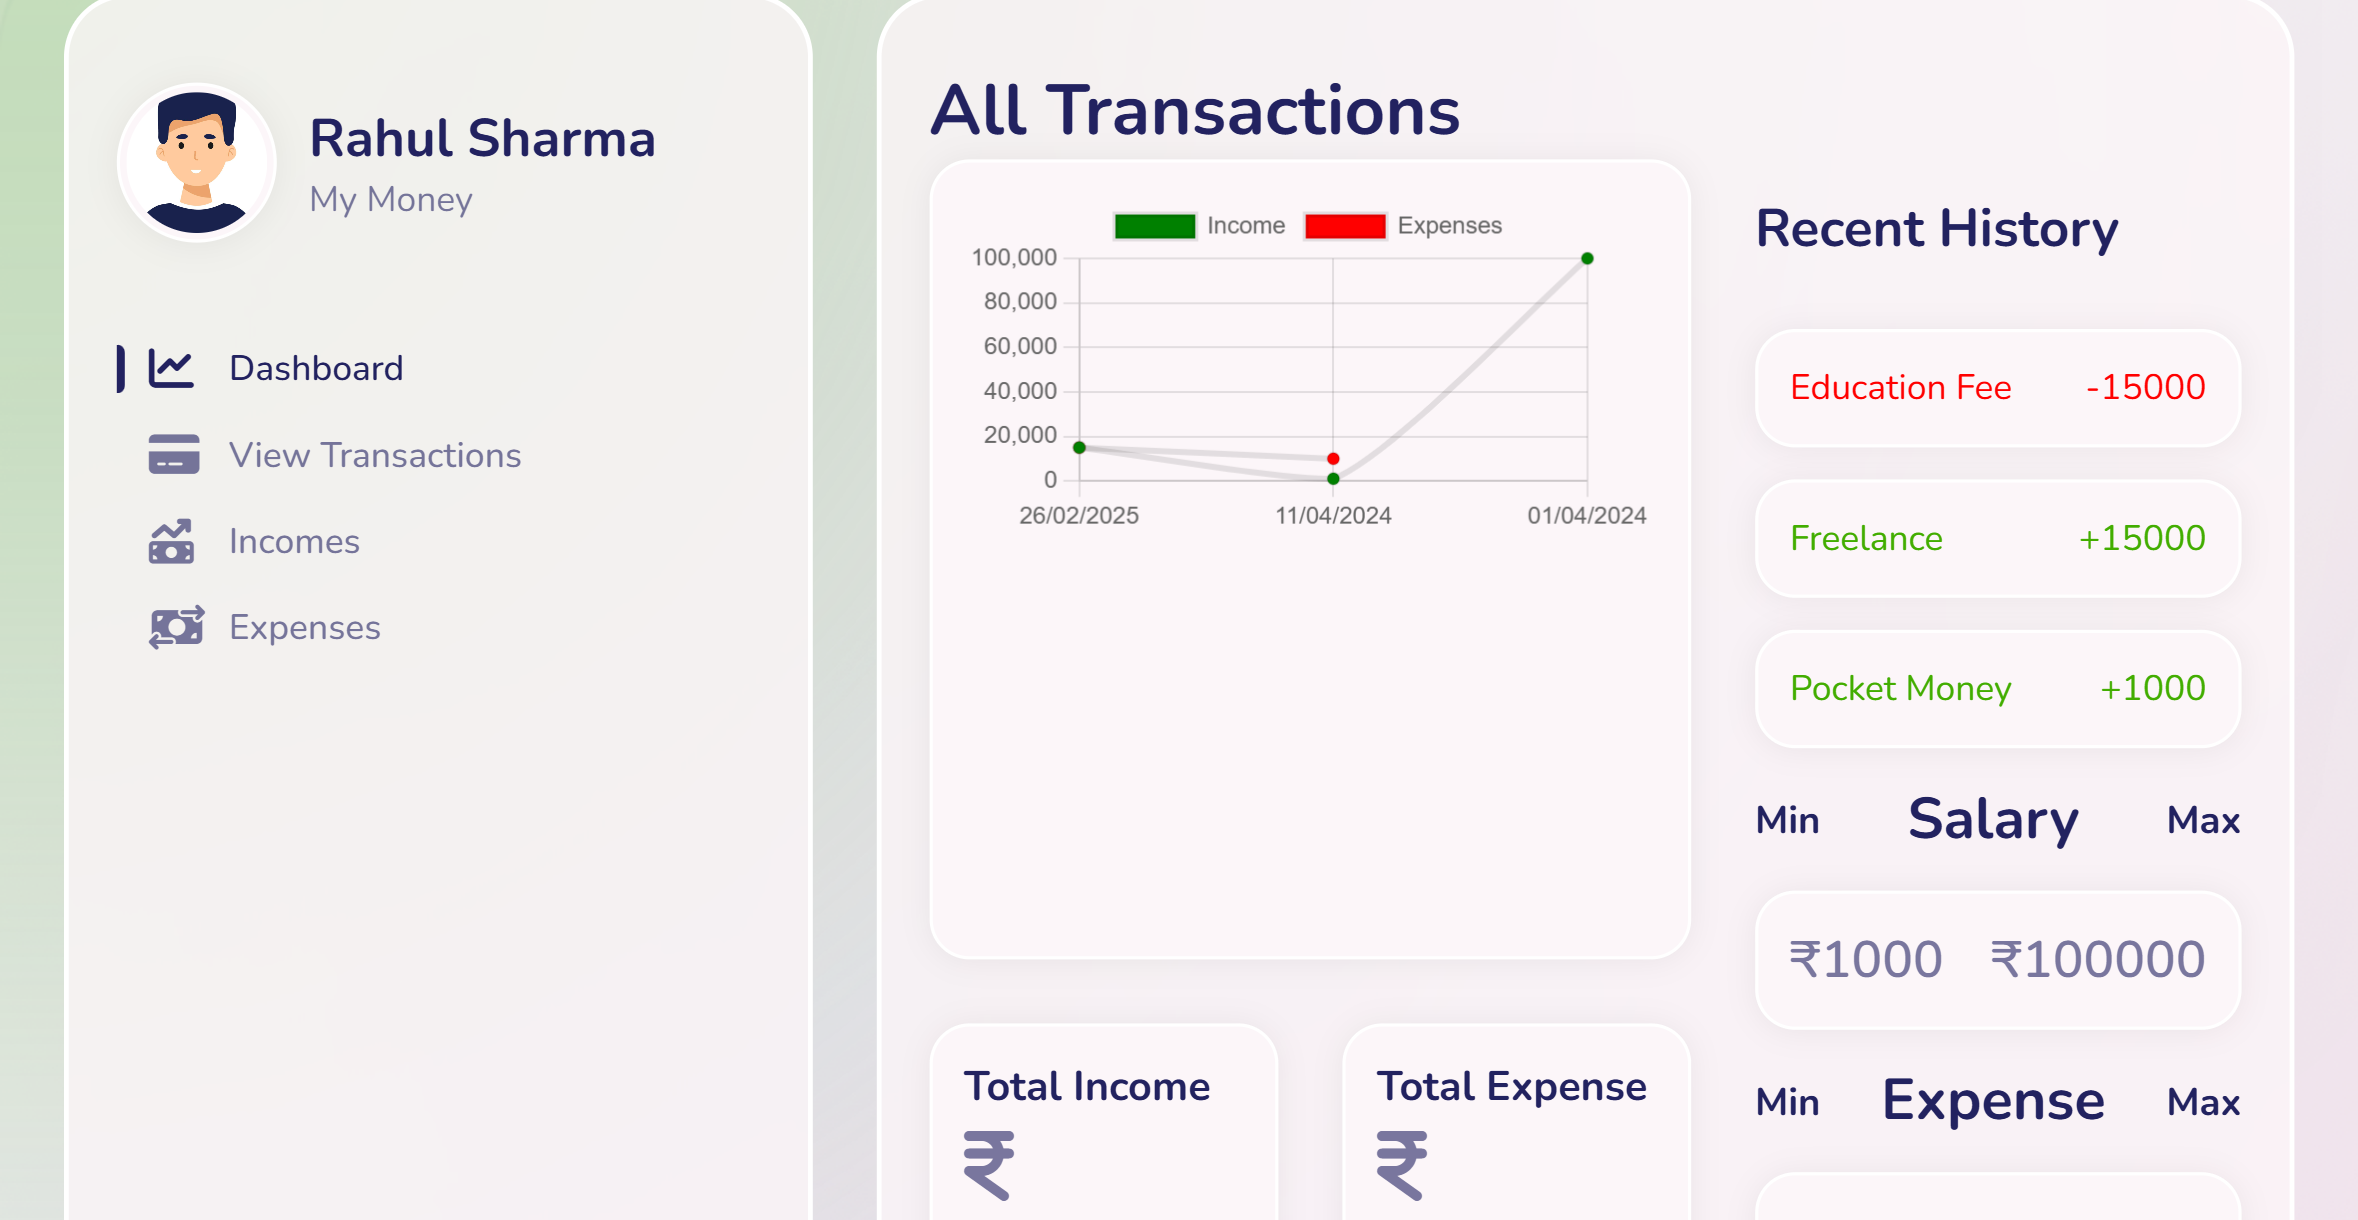 Rahul Sharma
My Money
Dashboard
View Transactions
Incomes
Expenses
All Transactions
Income Expenses
100,000
80,000
60,000
40,000
20,000
0
26/02/2025 11/04/2024 01/04/2024
Total Income
₹
Total Expense
₹
Recent History
Education Fee -15000
Freelance +15000
Pocket Money +1000
Min Salary Max
₹1000 ₹100000
Min Expense Max